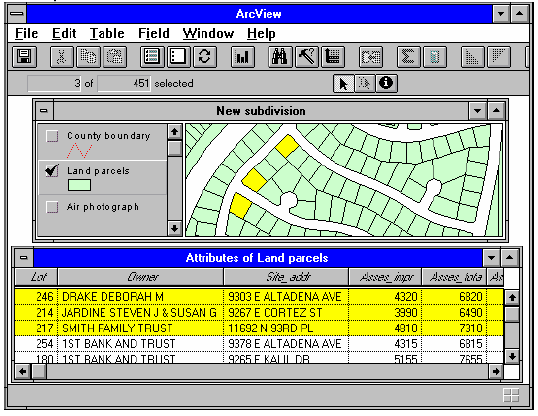 ArcView
File Edit Table Field Window Help
3 of 451 selected
New subdivision
County boundary
Land parcels
Air photograph
Attributes of Land parcels
Lot Owner Site_addr Asses_impr Asses_tota As
246 DRAKE DEBORAH M 9303 E ALTADENA AVE 4320 6820
214 JARDINE STEVEN J & SUSAN G 9267 E CORTEZ ST 3990 6490
217 SMITH FAMILY TRUST 11692 N 93RD PL 4810 7310
254 1ST BANK AND TRUST 9378 E ALTADENA AVE 4315 6815
180 1ST BANK AND TRUST 9265 E KALIL DR 5155 7655